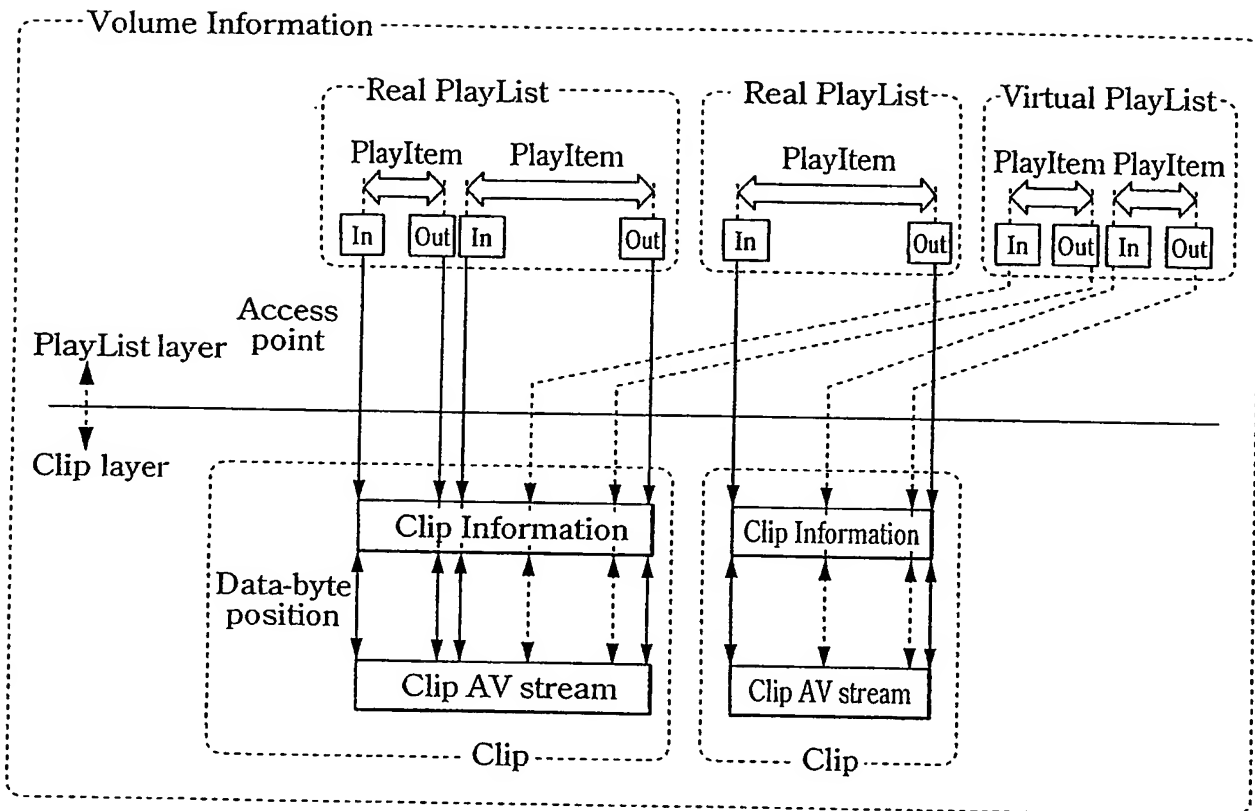 Volume Information
Real PlayList
Real PlayList
Virtual PlayList
PlayItem
PlayItem
PlayItem
PlayItem
PlayItem
In
Out
In
Out
In
Out
In
Out
In
Out
Access
point
PlayList layer
Clip layer
Clip Information
Clip Information
Data-byte
position
Clip AV stream
Clip AV stream
Clip
Clip